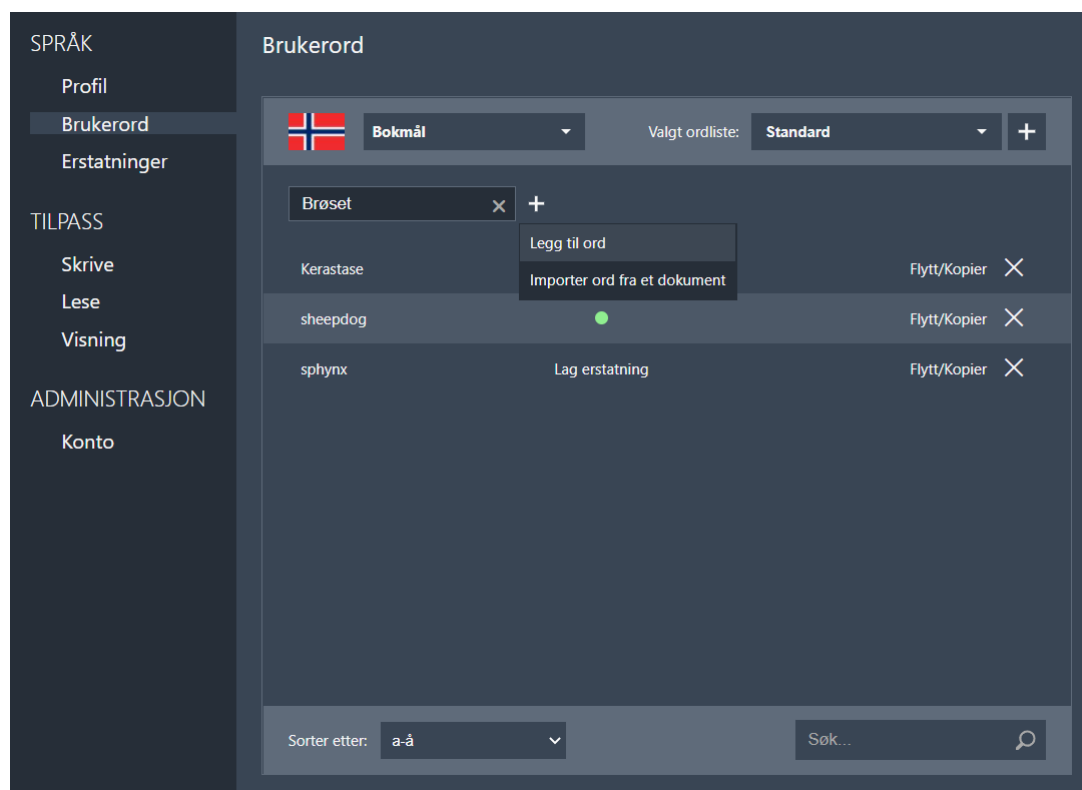 SPRÅK
Profil
Brukerord
Erstatninger
TILPASS
Skrive
Lese
Visning
ADMINISTRASJON
Konto
Brukerord
Bokmål Valgt ordliste: Standard
Brøset
Legg til ord
Importer ord fra et dokument
Kerastase Flytt/Kopier
sheepdog Flytt/Kopier
sphynx Lag erstatning Flytt/Kopier
Sorter etter: a-å Søk...